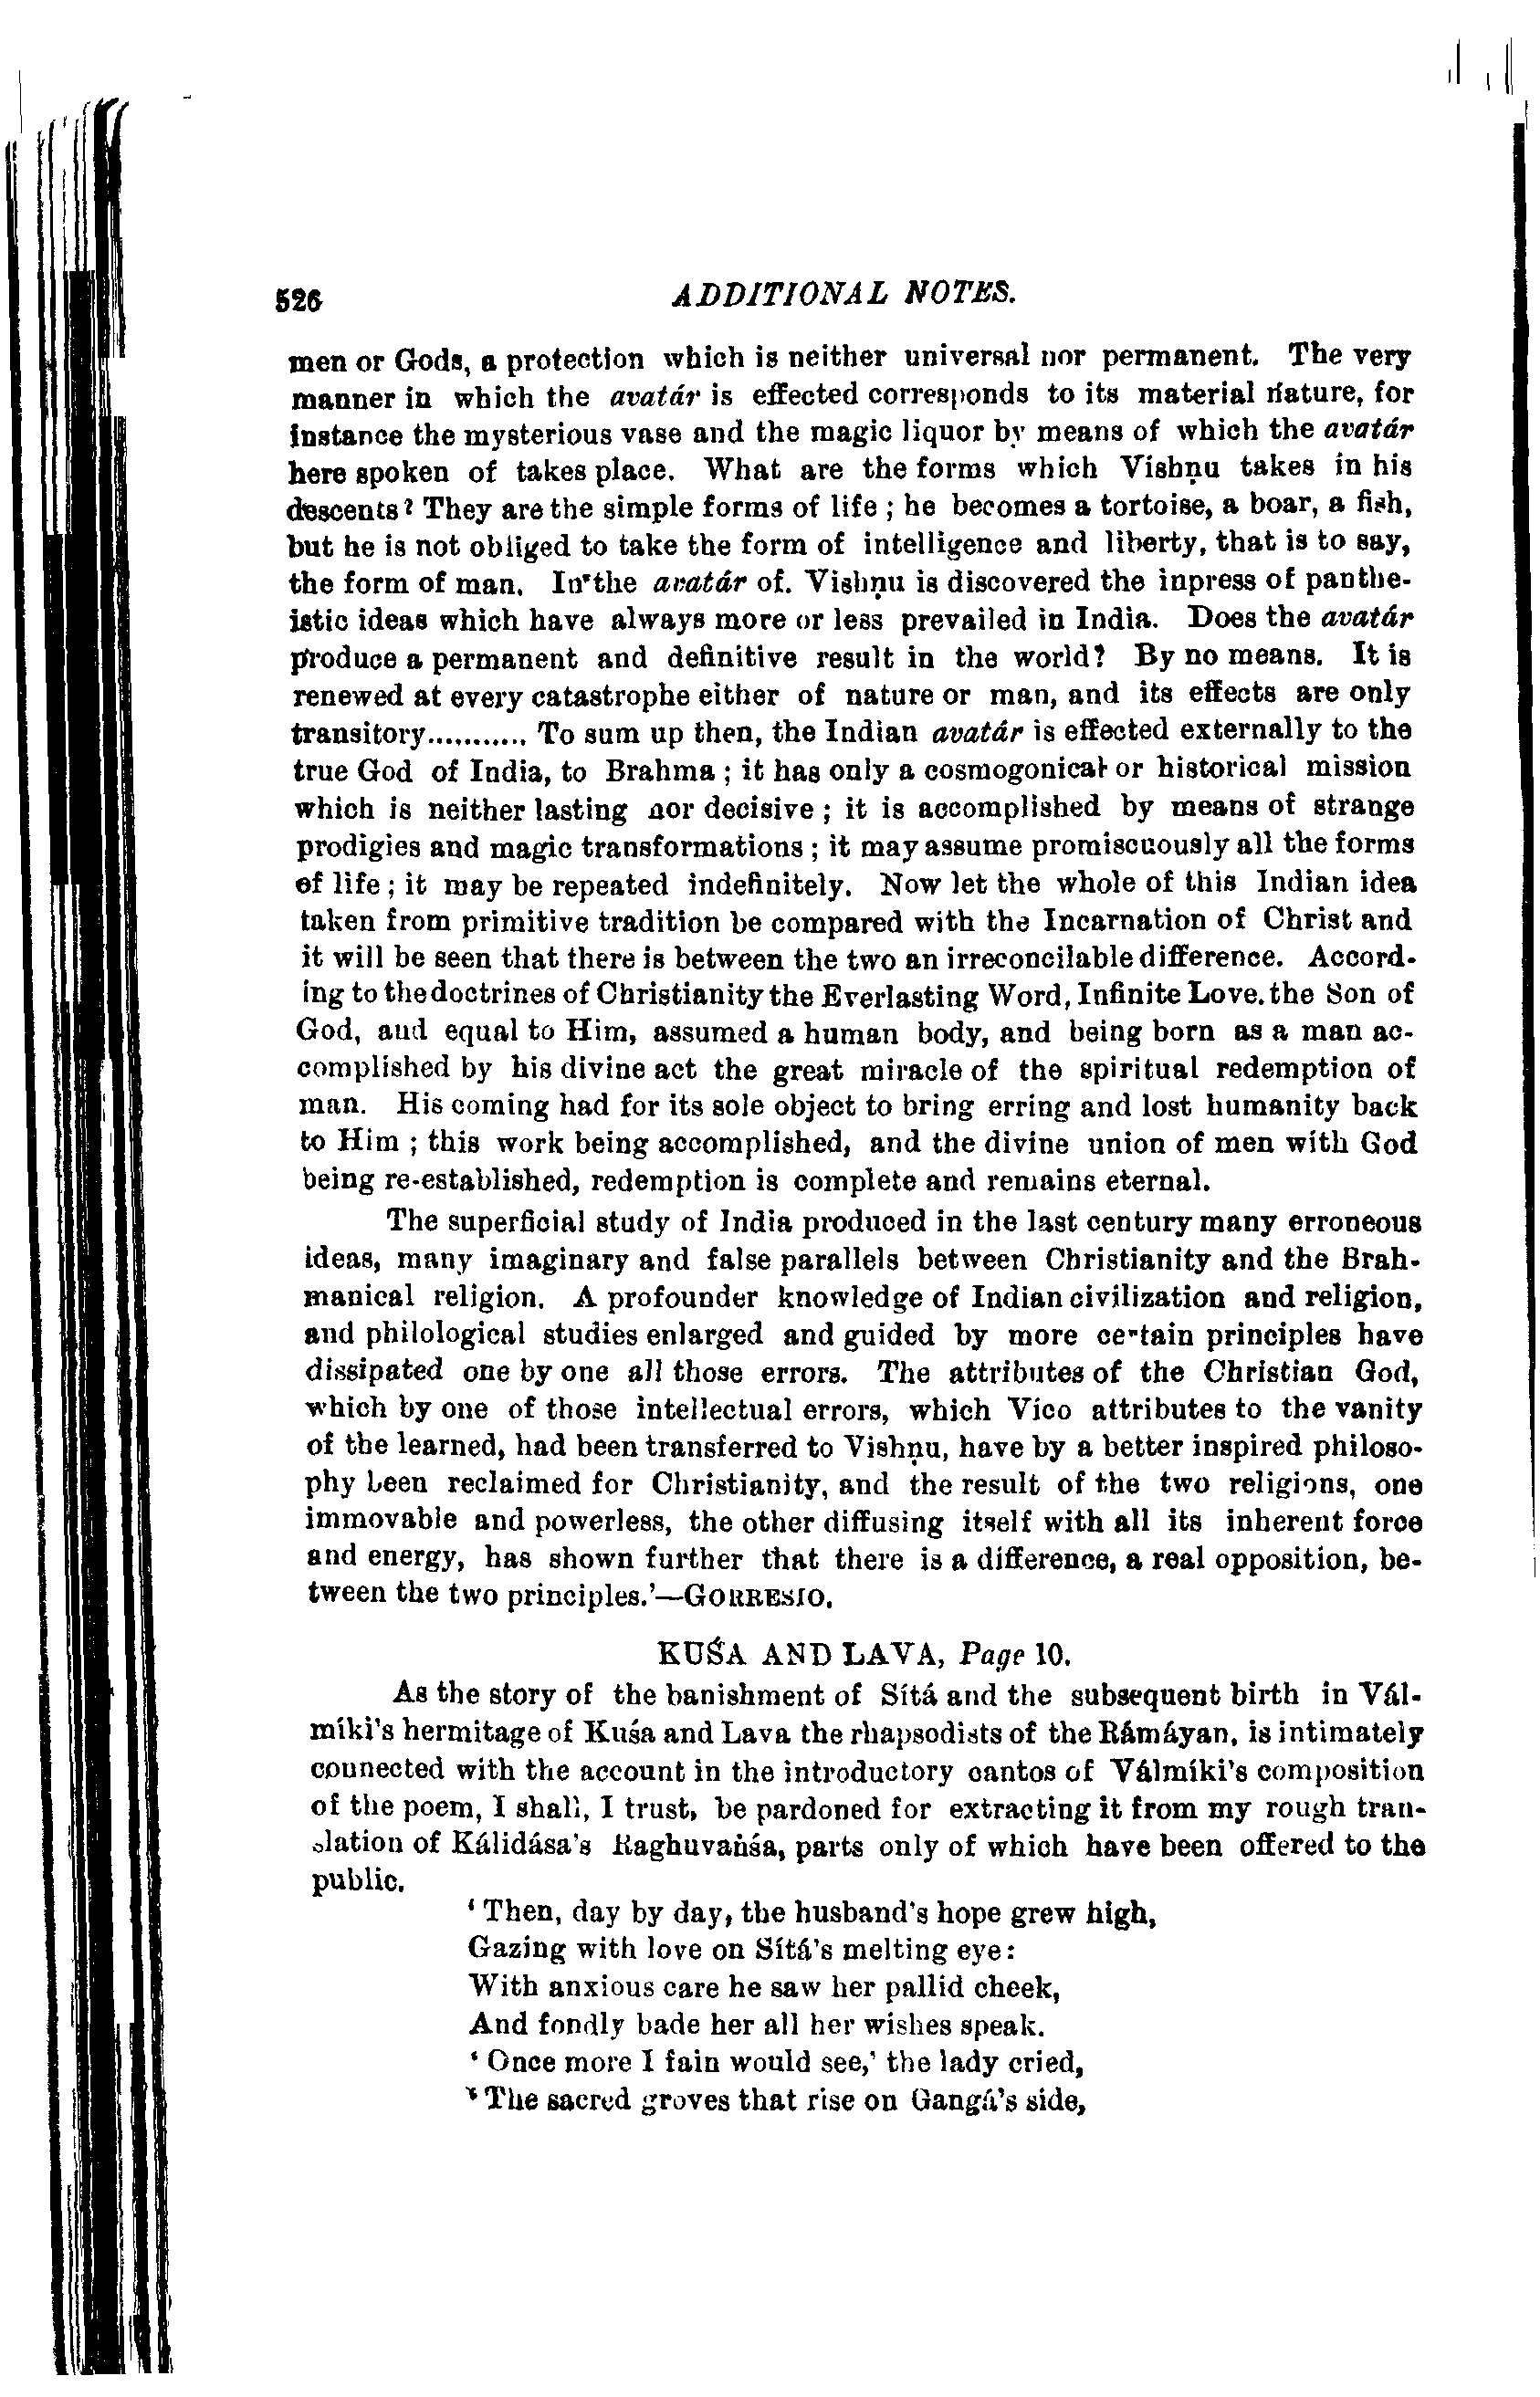 526 ADDITIONAL NOTES.
men or Gods, a protection which is neither universal nor permanent. The very
manner in which the avatár is effected corresponds to its material nature, for
instance the mysterious vase and the magic liquor by means of which the avatár
here spoken of takes place. What are the forms which Vishṇu takes in his
descents? They are the simple forms of life ; he becomes a tortoise, a boar, a fish,
but he is not obliged to take the form of intelligence and liberty, that is to say,
the form of man. In the avatár of. Vishṇu is discovered the inpress of panthe-
istic ideas which have always more or less prevailed in India. Does the avatár
produce a permanent and definitive result in the world? By no means. It is
renewed at every catastrophe either of nature or man, and its effects are only
transitory........... To sum up then, the Indian avatár is effected externally to the
true God of India, to Brahma ; it has only a cosmogonical or historical mission
which is neither lasting nor decisive ; it is accomplished by means of strange
prodigies and magic transformations ; it may assume promiscuously all the forms
of life ; it may be repeated indefinitely. Now let the whole of this Indian idea
taken from primitive tradition be compared with the Incarnation of Christ and
it will be seen that there is between the two an irreconcilable difference. Accord-
ing to the doctrines of Christianity the Everlasting Word, Infinite Love. the Son of
God, and equal to Him, assumed a human body, and being born as a man ac-
complished by his divine act the great miracle of the spiritual redemption of
man. His coming had for its sole object to bring erring and lost humanity back
to Him ; this work being accomplished, and the divine union of men with God
being re-established, redemption is complete and remains eternal.
The superficial study of India produced in the last century many erroneous
ideas, many imaginary and false parallels between Christianity and the Brah-
manical religion. A profounder knowledge of Indian civilization and religion,
and philological studies enlarged and guided by more certain principles have
dissipated one by one all those errors. The attributes of the Christian God,
which by one of those intellectual errors, which Vico attributes to the vanity
of the learned, had been transferred to Vishṇu, have by a better inspired philoso-
phy been reclaimed for Christianity, and the result of the two religions, one
immovable and powerless, the other diffusing itself with all its inherent force
and energy, has shown further that there is a difference, a real opposition, be-
tween the two principles.'—GORRESIO.
KUŚA AND LAVA, Page 10.
As the story of the banishment of Sítá and the subsequent birth in Vál-
míki's hermitage of Kuśa and Lava the rhapsodists of the Rámáyan, is intimately
connected with the account in the introductory cantos of Válmíki's composition
of the poem, I shall, I trust, be pardoned for extracting it from my rough tran-
slation of Kálidása's Raghuvaṅśa, parts only of which have been offered to the
public.
‘ Then, day by day, the husband's hope grew high,
Gazing with love on Sítá's melting eye:
With anxious care he saw her pallid cheek,
And fondly bade her all her wishes speak.
‘ Once more I fain would see,’ the lady cried,
‘ The sacred groves that rise on Gangá's side,